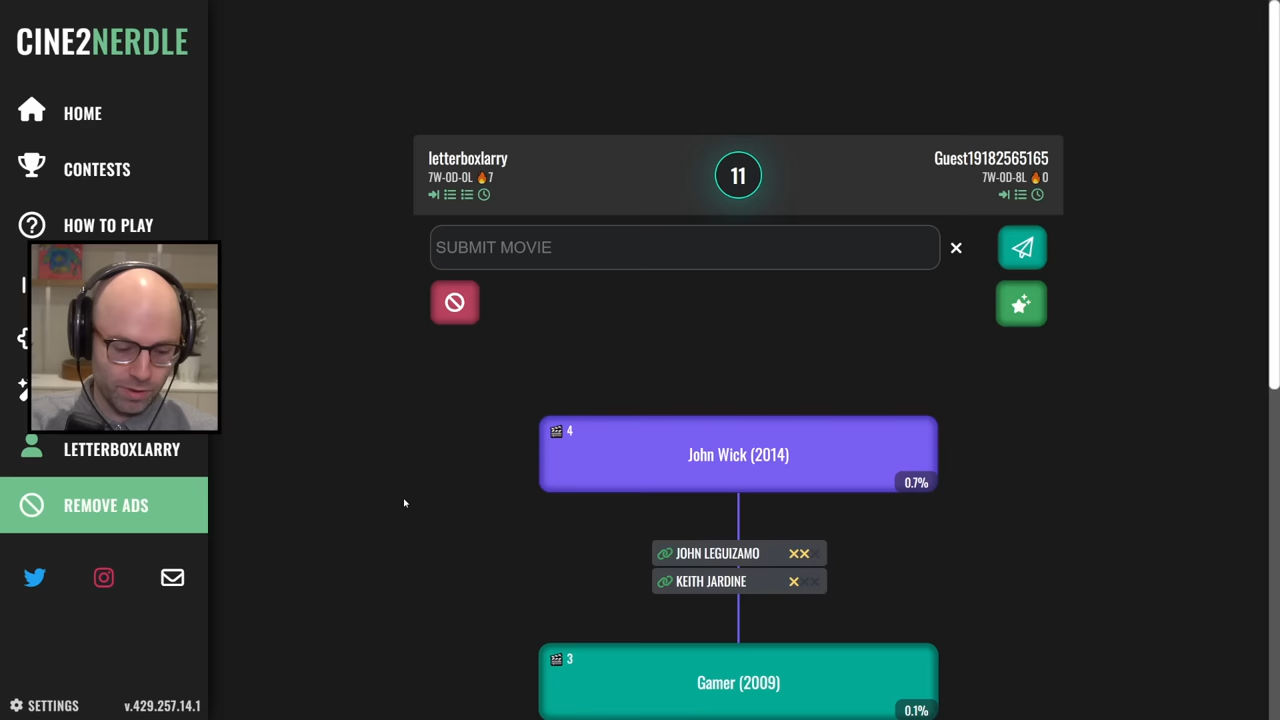 CINE2NERDLE
HOME
CONTESTS
HOW TO PLAY
LETTERBOXLARRY
REMOVE ADS
SETTINGS
v.429.257.14.1
letterboxlarry
7W-0D-0L 7
11
Guest19182565165
7W-0D-8L 0
SUBMIT MOVIE
4
John Wick (2014)
0.7%
JOHN LEGUIZAMO
KEITH JARDINE
3
Gamer (2009)
0.1%